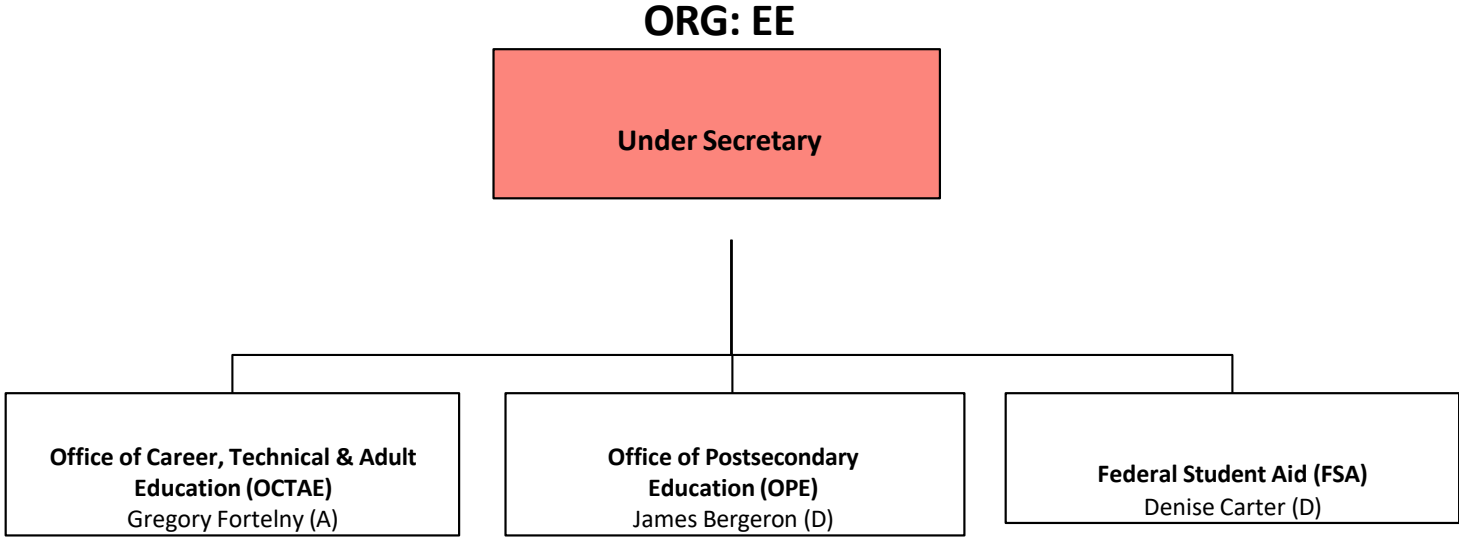 ORG: EE
Under Secretary
Office of Career, Technical & Adult
Education (OCTAE)
Gregory Fortelny (A)
Office of Postsecondary
Education (OPE)
James Bergeron (D)
Federal Student Aid (FSA)
Denise Carter (D)